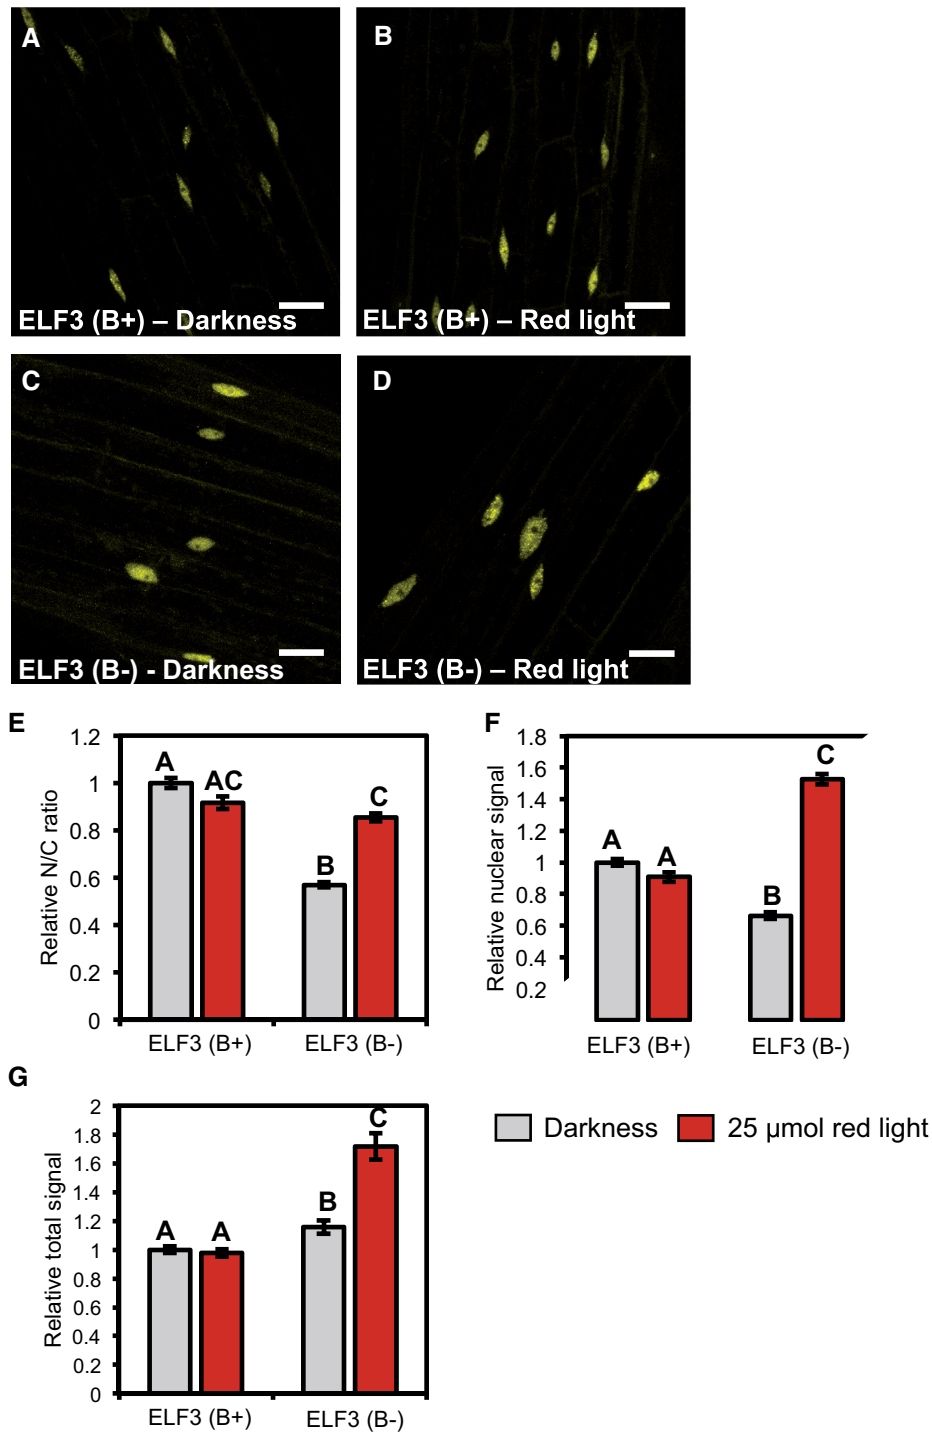 A
ELF3 (B+) – Darkness
B
ELF3 (B+) – Red light
C
ELF3 (B-) - Darkness
D
ELF3 (B-) – Red light
E
Relative N/C ratio
1.2
1
0.8
0.6
0.4
0.2
0
A
AC
B
C
ELF3 (B+)
ELF3 (B-)
F
Relative nuclear signal
1.8
1.6
1.4
1.2
1
0.8
0.6
0.4
0.2
A
A
B
C
ELF3 (B+)
ELF3 (B-)
G
Relative total signal
2
1.8
1.6
1.4
1.2
1
0.8
0.6
0.4
0.2
0
A
A
B
C
ELF3 (B+)
ELF3 (B-)
Darkness
25 μmol red light